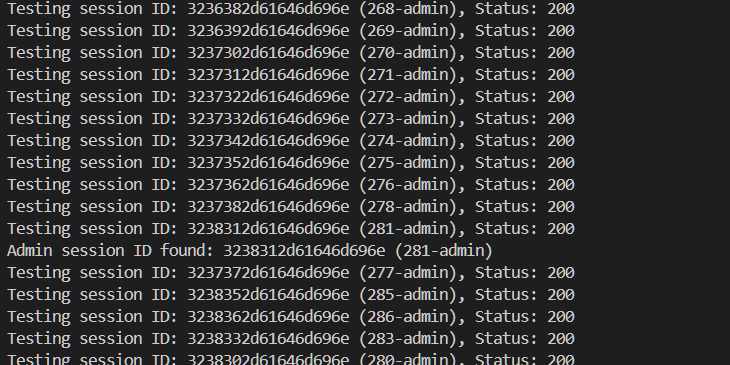 Testing session ID: 3236382d61646d696e (268-admin), Status: 200
Testing session ID: 3236392d61646d696e (269-admin), Status: 200
Testing session ID: 3237302d61646d696e (270-admin), Status: 200
Testing session ID: 3237312d61646d696e (271-admin), Status: 200
Testing session ID: 3237322d61646d696e (272-admin), Status: 200
Testing session ID: 3237332d61646d696e (273-admin), Status: 200
Testing session ID: 3237342d61646d696e (274-admin), Status: 200
Testing session ID: 3237352d61646d696e (275-admin), Status: 200
Testing session ID: 3237362d61646d696e (276-admin), Status: 200
Testing session ID: 3237382d61646d696e (278-admin), Status: 200
Testing session ID: 3238312d61646d696e (281-admin), Status: 200
Admin session ID found: 3238312d61646d696e (281-admin)
Testing session ID: 3237372d61646d696e (277-admin), Status: 200
Testing session ID: 3238352d61646d696e (285-admin), Status: 200
Testing session ID: 3238362d61646d696e (286-admin), Status: 200
Testing session ID: 3238332d61646d696e (283-admin), Status: 200
Testing session ID: 3238302d61646d696e (280-admin), Status: 200